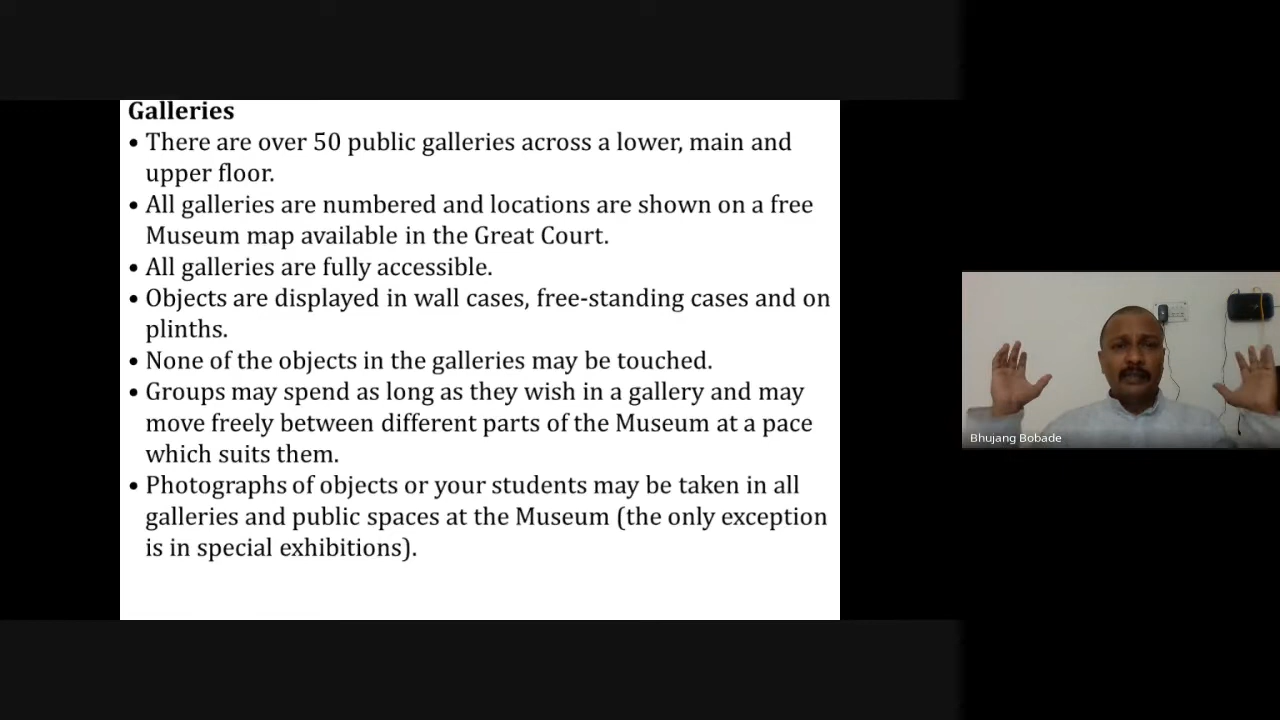 Galleries
• There are over 50 public galleries across a lower, main and
upper floor.
• All galleries are numbered and locations are shown on a free
Museum map available in the Great Court.
• All galleries are fully accessible.
• Objects are displayed in wall cases, free-standing cases and on
plinths.
• None of the objects in the galleries may be touched.
• Groups may spend as long as they wish in a gallery and may
move freely between different parts of the Museum at a pace
which suits them.
• Photographs of objects or your students may be taken in all
galleries and public spaces at the Museum (the only exception
is in special exhibitions).
Bhujang Bobade